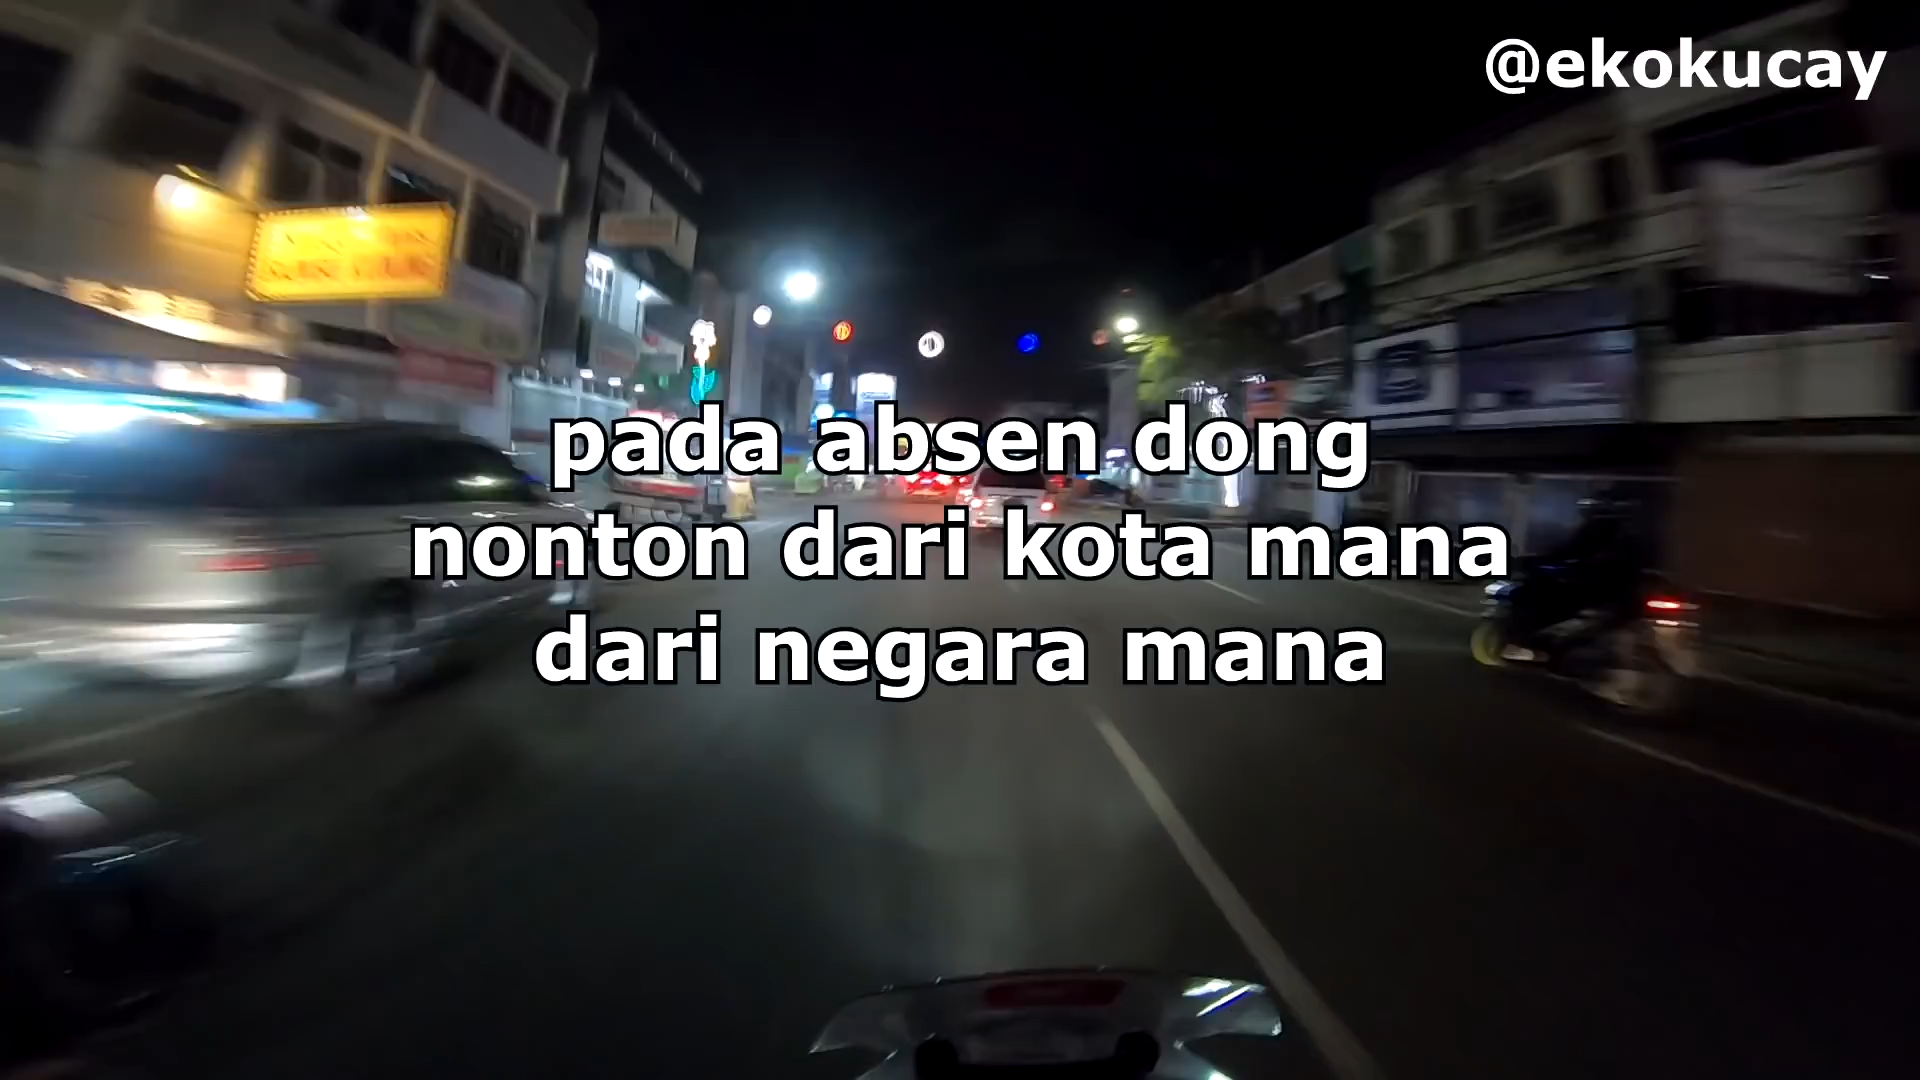 @ekokucay
pada absen dong
nonton dari kota mana
dari negara mana